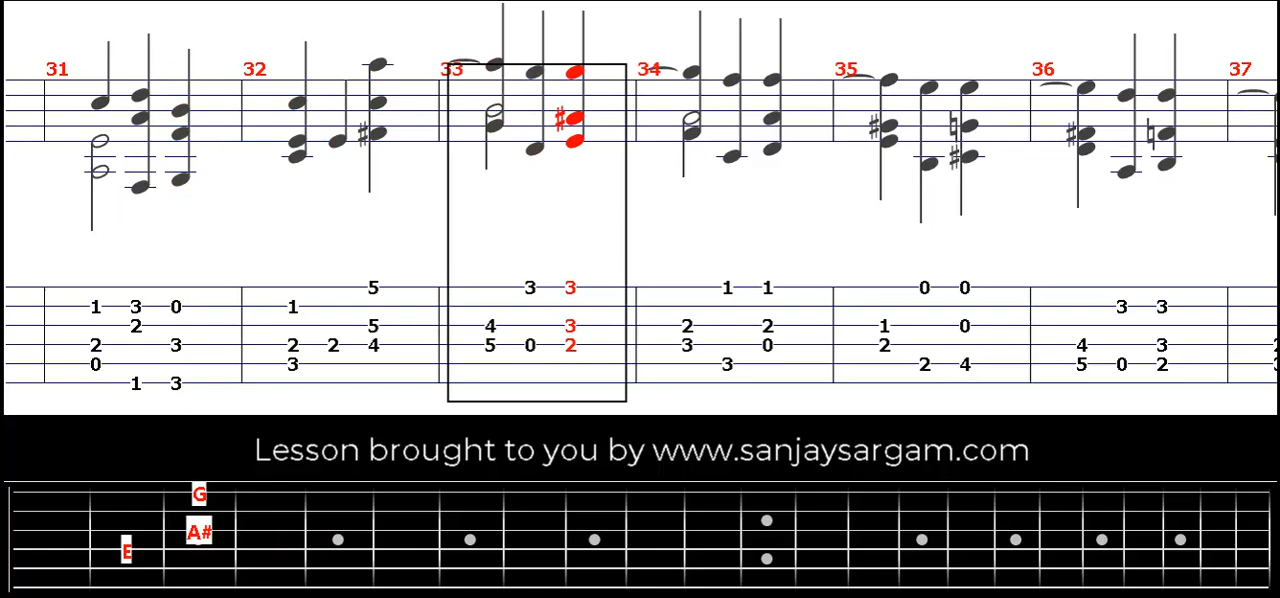 31 32 33 34 35 36 37
5 3 3 1 1 0 0
1 3 0 1 3 3
2 5 4 3 2 2 1 0
2 3 2 2 4 5 0 2 3 0 2 4 3 2
0 3 3 2 4 5 0 2 3
1 3
Lesson brought to you by www.sanjaysargam.com
G
A#
E